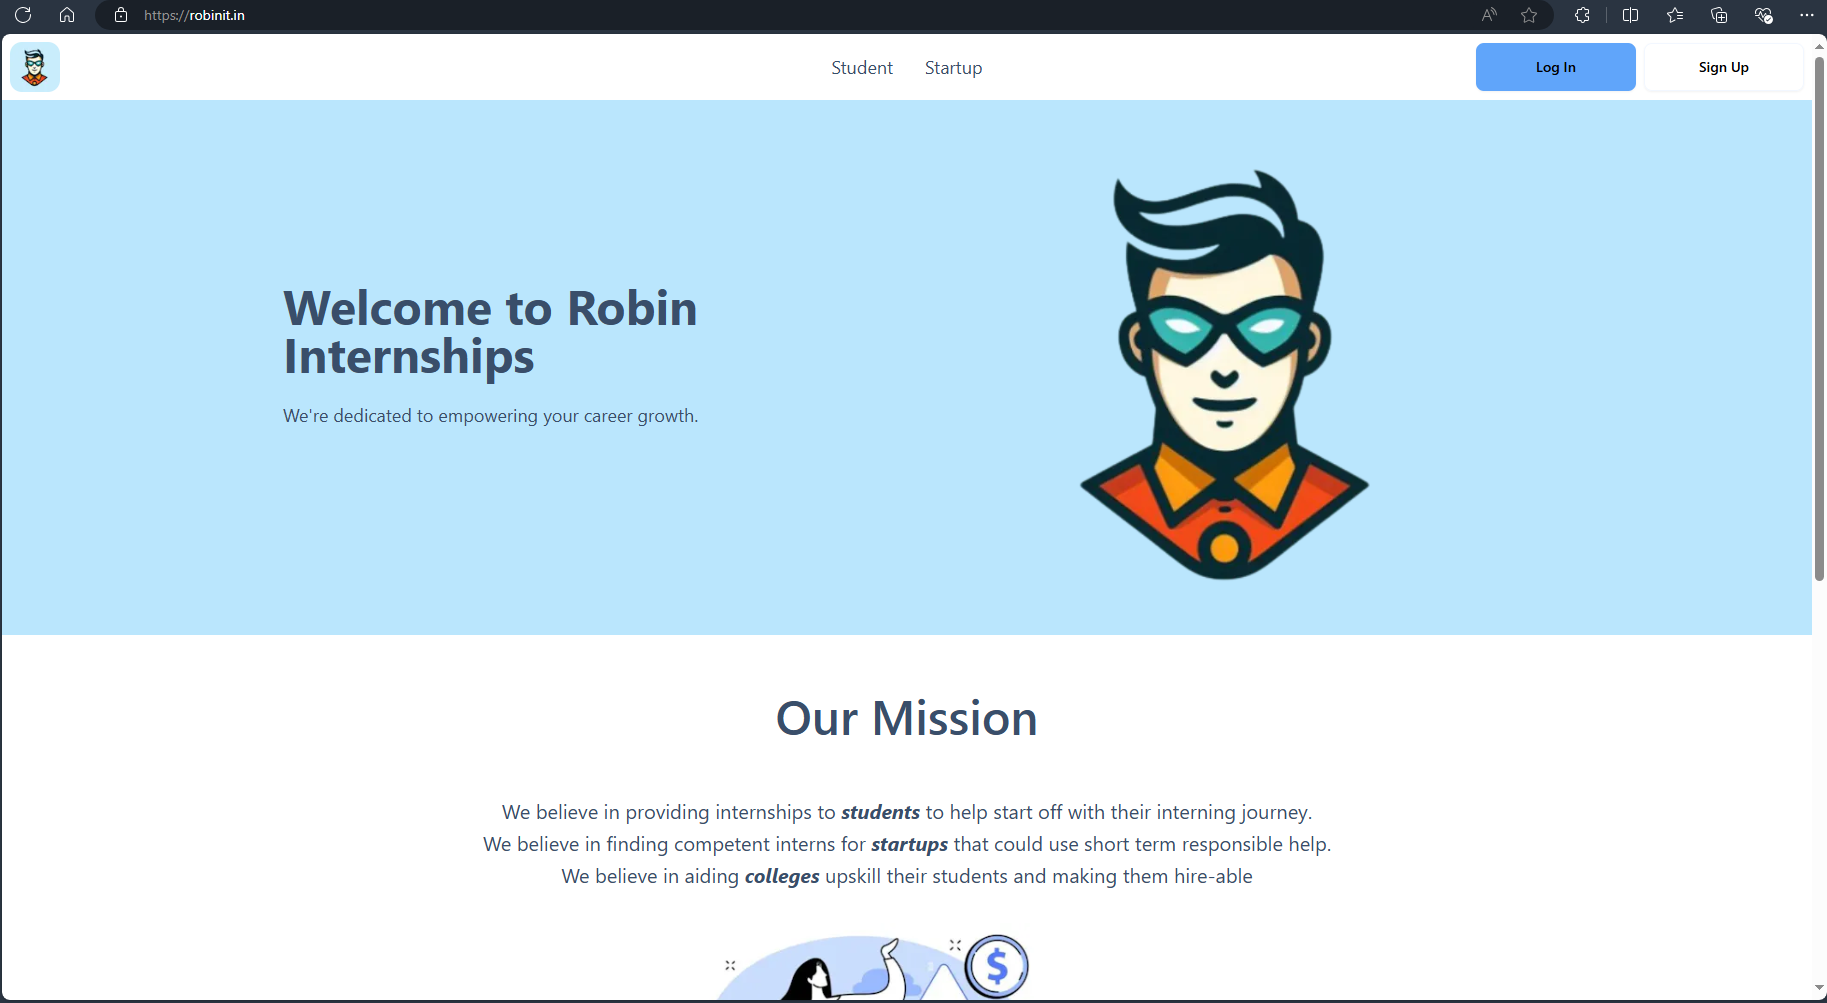 https://robinit.in
Student Startup
Log In Sign Up
Welcome to Robin
Internships
We're dedicated to empowering your career growth.
Our Mission
We believe in providing internships to students to help start off with their interning journey.
We believe in finding competent interns for startups that could use short term responsible help.
We believe in aiding colleges upskill their students and making them hire-able
$